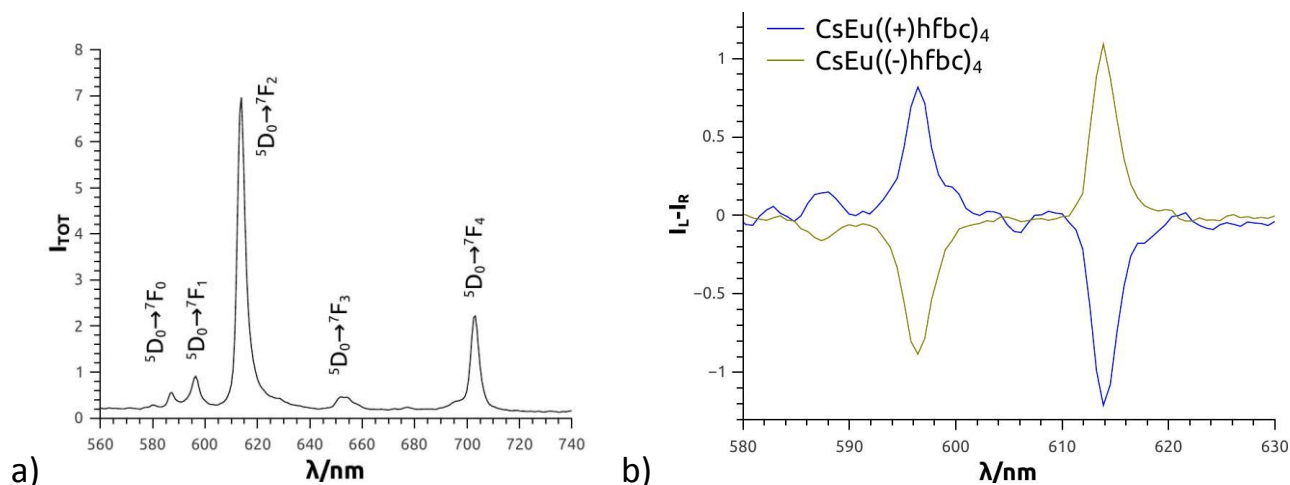 8
7
6
5
4
3
2
1
0
I_TOT
⁵D₀→⁷F₀
⁵D₀→⁷F₁
⁵D₀→⁷F₂
⁵D₀→⁷F₃
⁵D₀→⁷F₄
560 580 600 620 640 660 680 700 720 740
λ/nm
a)
CsEu((+)hfbc)₄
CsEu((-)hfbc)₄
1
0.5
0
−0.5
−1
I_L-I_R
580 590 600 610 620 630
λ/nm
b)